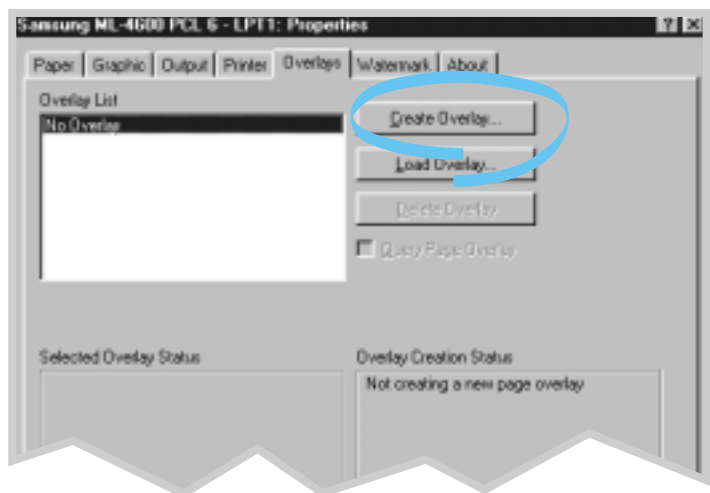 Samsung ML-4600 PCL 6 - LPT1: Properties
Paper Graphic Output Printer Overlays Watermark About
Overlay List
No Overlay
Create Overlay...
Load Overlay...
Delete Overlay
Query Page Overlay
Selected Overlay Status
Overlay Creation Status
Not creating a new page overlay